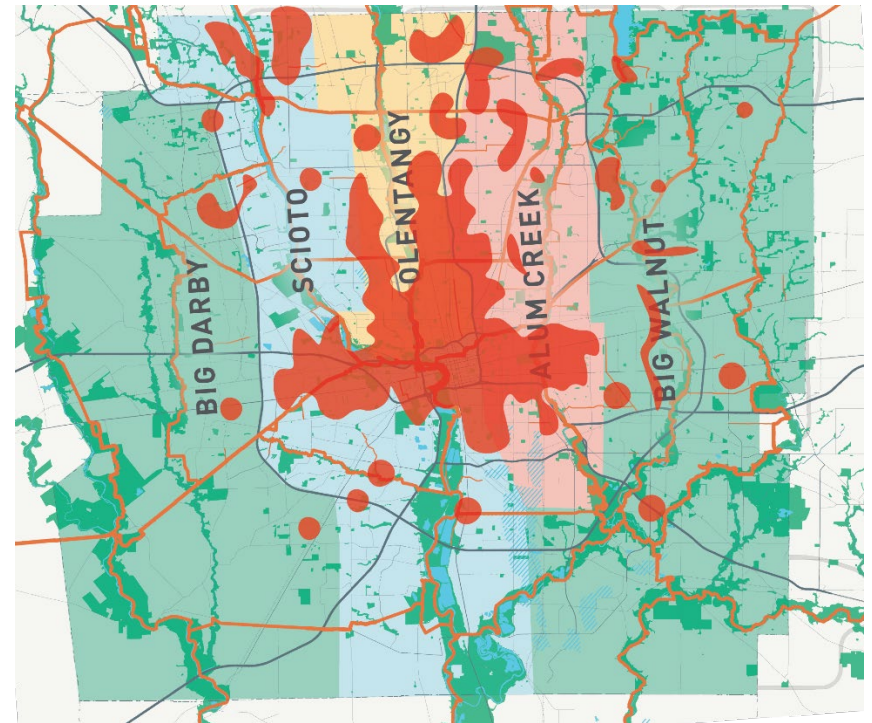 BIG DARBY
SCIOTO
OLENTANGY
ALUM CREEK
BIG WALNUT